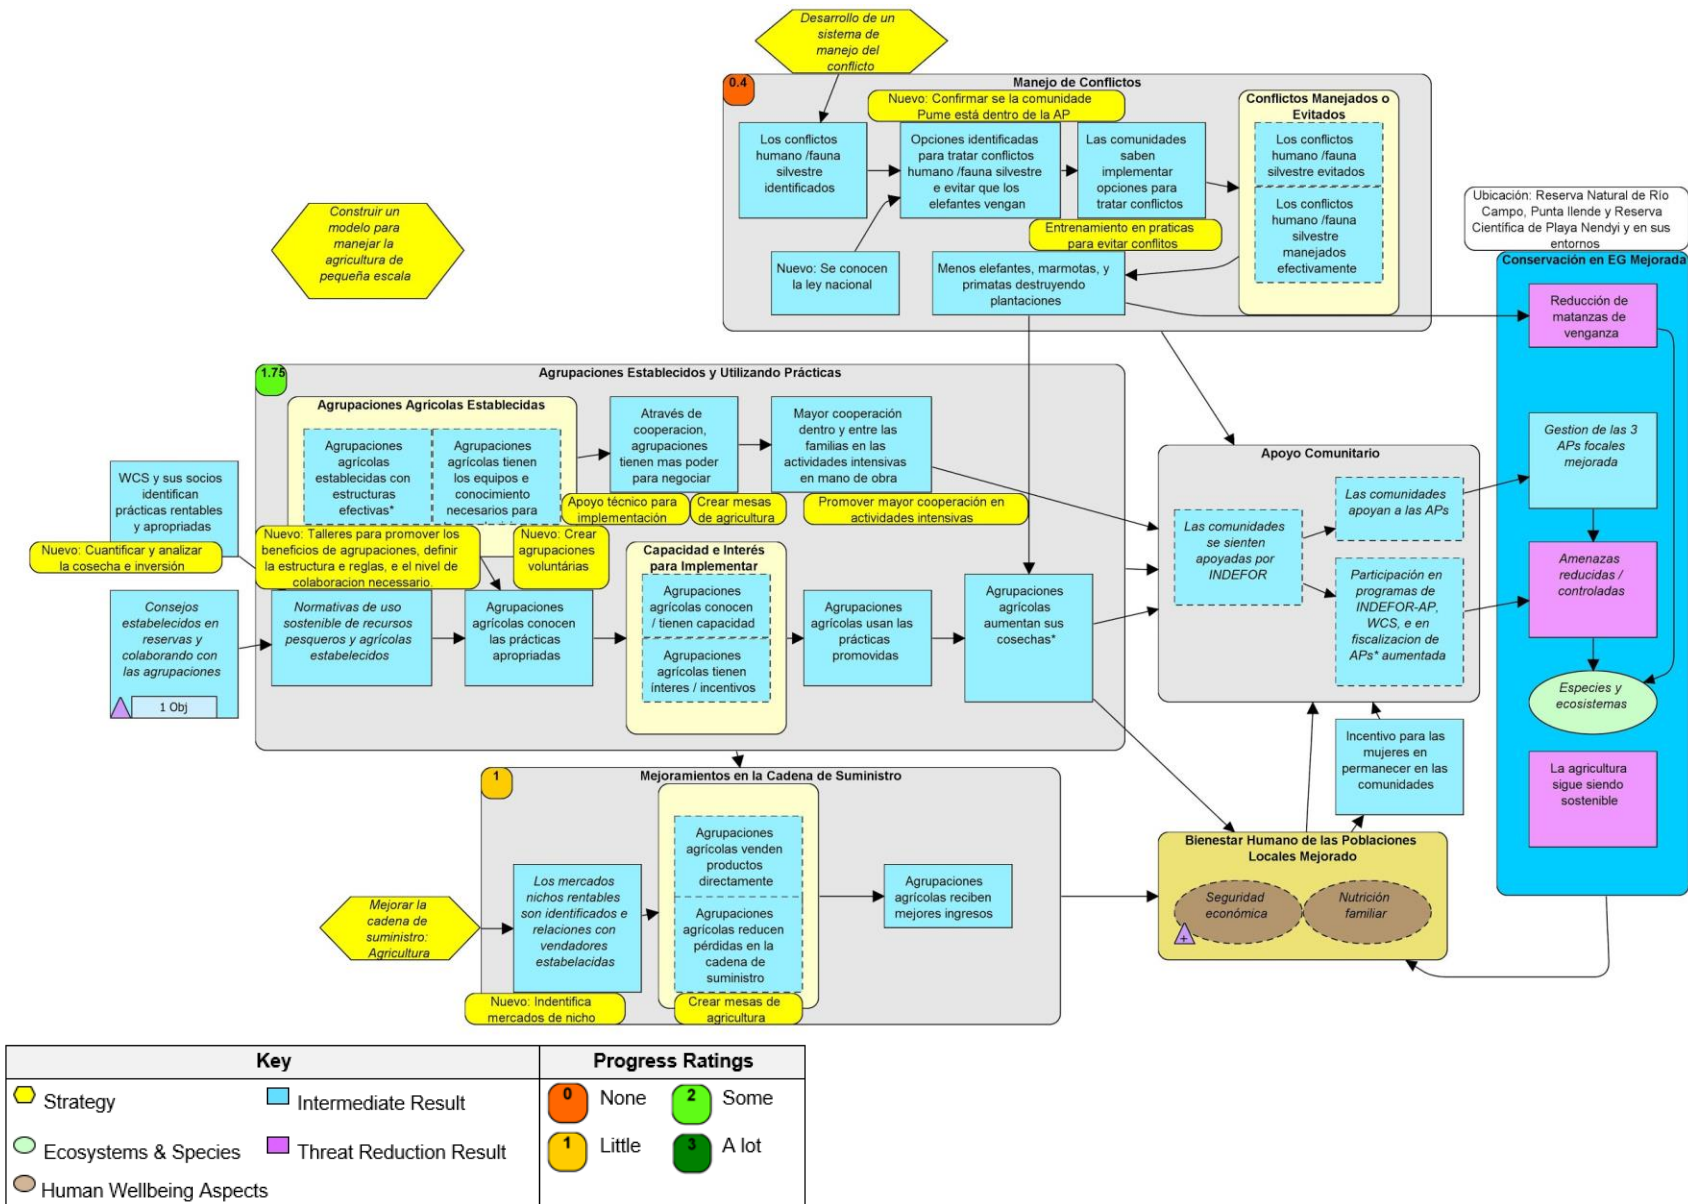 Desarrollo de un
sistema de
manejo del
conflicto
0.4
Manejo de Conflictos
Nuevo: Confirmar se la comunidade
Pume está dentro de la AP
Conflictos Manejados o
Evitados
Los conflictos
humano /fauna
silvestre
identificados
Opciones identificadas
para tratar conflictos
humano /fauna silvestre
e evitar que los
elefantes vengan
Las comunidades
saben
implementar
opciones para
tratar conflictos
Los conflictos
humano /fauna
silvestre evitados
Los conflictos
humano /fauna
silvestre
manejados
efectivamente
Entrenamiento en praticas
para evitar conflitos
Nuevo: Se conocen
la ley nacional
Menos elefantes, marmotas, y
primatas destruyendo
plantaciones
Construir un
modelo para
manejar la
agricultura de
pequeña escala
Ubicación: Reserva Natural de Río
Campo, Punta Ilende y Reserva
Científica de Playa Nendyi y en sus
entornos
Conservación en EG Mejorada
Reducción de
matanzas de
venganza
Gestion de las 3
APs focales
mejorada
Amenazas
reducidas /
controladas
Especies y
ecosistemas
La agricultura
sigue siendo
sostenible
1.75
Agrupaciones Establecidos y Utilizando Prácticas
Agrupaciones Agrícolas Establecidas
Agrupaciones
agrícolas
establecidas con
estructuras
efectivas*
Agrupaciones
agrícolas tienen
los equipos e
conocimiento
necesarios para
Através de
cooperacion,
agrupaciones
tienen mas poder
para negociar
Mayor cooperación
dentro y entre las
familias en las
actividades intensivas
en mano de obra
Apoyo técnico para
implementación
Crear mesas
de agricultura
Promover mayor cooperación en
actividades intensivas
WCS y sus socios
identifican
prácticas rentables
y apropriadas
Nuevo: Cuantificar y analizar
la cosecha e inversión
Nuevo: Talleres para promover los
beneficios de agrupaciones, definir
la estructura e reglas, e el nivel de
colaboracion necessario.
Nuevo: Crear
agrupaciones
voluntárias
Capacidad e Interés
para Implementar
Consejos
estabelecidos en
reservas y
colaborando con
las agrupaciones
1 Obj
Normativas de uso
sostenible de recursos
pesqueros y agrícolas
establecidos
Agrupaciones
agrícolas conocen
las prácticas
apropriadas
Agrupaciones
agrícolas conocen
/ tienen capacidad
Agrupaciones
agrícolas tienen
ínteres / incentivos
Agrupaciones
agrícolas usan las
prácticas
promovidas
Agrupaciones
agrícolas
aumentan sus
cosechas*
Apoyo Comunitario
Las comunidades
se sienten
apoyadas por
INDEFOR
Las comunidades
apoyan a las APs
Participación en
programas de
INDEFOR-AP,
WCS, e en
fiscalizacion de
APs* aumentada
Incentivo para las
mujeres en
permanecer en las
comunidades
1
Mejoramientos en la Cadena de Suministro
Mejorar la
cadena de
suministro:
Agricultura
Los mercados
nichos rentables
son identificados e
relaciones con
vendadores
estabelacidas
Agrupaciones
agrícolas venden
productos
directamente
Agrupaciones
agrícolas reducen
pérdidas en la
cadena de
suministro
Agrupaciones
agrícolas reciben
mejores ingresos
Nuevo: Indentifica
mercados de nicho
Crear mesas de
agricultura
Bienestar Humano de las Poblaciones
Locales Mejorado
Seguridad
económica
+
Nutrición
familiar
Key
Strategy
Intermediate Result
Ecosystems & Species
Threat Reduction Result
Human Wellbeing Aspects
Progress Ratings
0 None
2 Some
1 Little
3 A lot